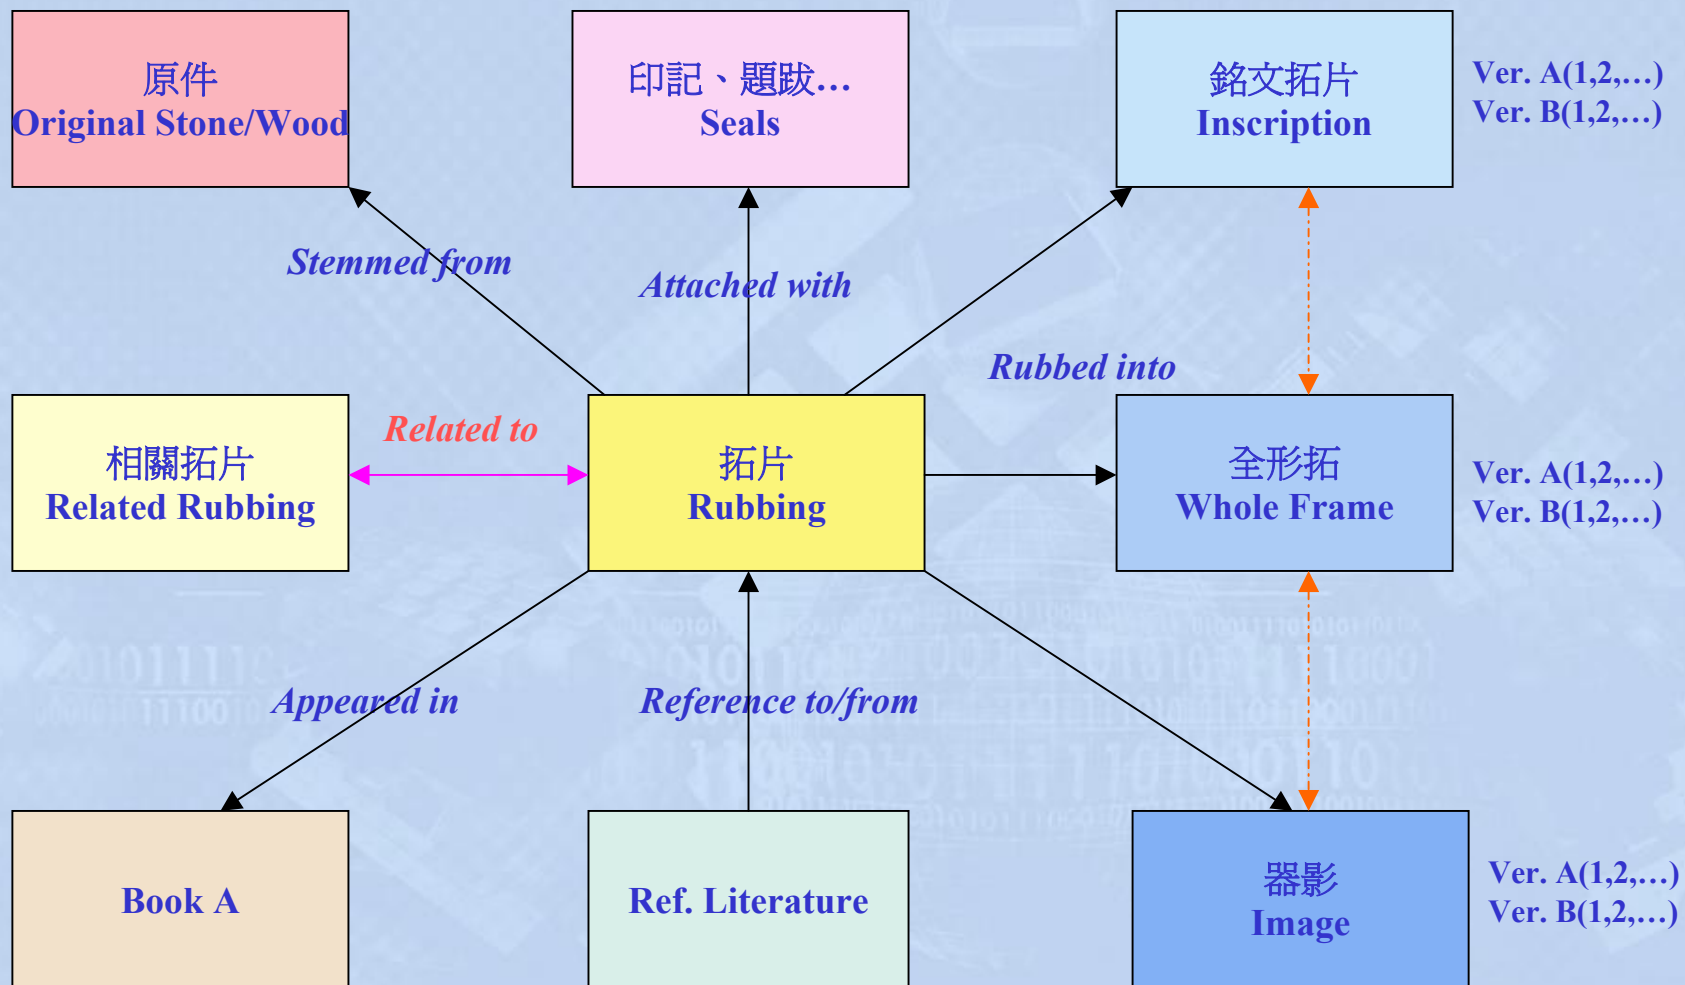 原件
Original Stone/Wood
印記、題跋…
Seals
銘文拓片
Inscription
Ver. A(1,2,…)
Ver. B(1,2,…)
Stemmed from
Attached with
Rubbed into
相關拓片
Related Rubbing
Related to
拓片
Rubbing
全形拓
Whole Frame
Ver. A(1,2,…)
Ver. B(1,2,…)
Appeared in
Reference to/from
Book A
Ref. Literature
器影
Image
Ver. A(1,2,…)
Ver. B(1,2,…)